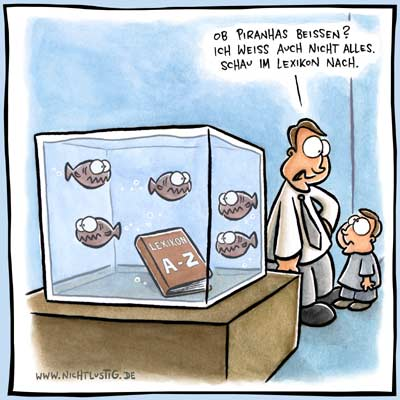 OB PIRANHAS BEISSEN?
ICH WEISS AUCH NICHT ALLES.
SCHAU IM LEXIKON NACH.
LEXIKON
A-Z
WWW.NICHTLUSTIG.DE